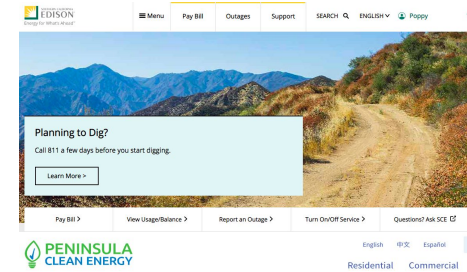 SOUTHERN CALIFORNIA
EDISON
Energy for What's Ahead
Menu
Pay Bill
Outages
Support
SEARCH
ENGLISH
Poppy
Planning to Dig?
Call 811 a few days before you start digging.
Learn More >
Pay Bill >
View Usage/Balance >
Report an Outage >
Turn On/Off Service >
Questions? Ask SCE
PENINSULA
CLEAN ENERGY
English 中文 Español
Residential Commercial